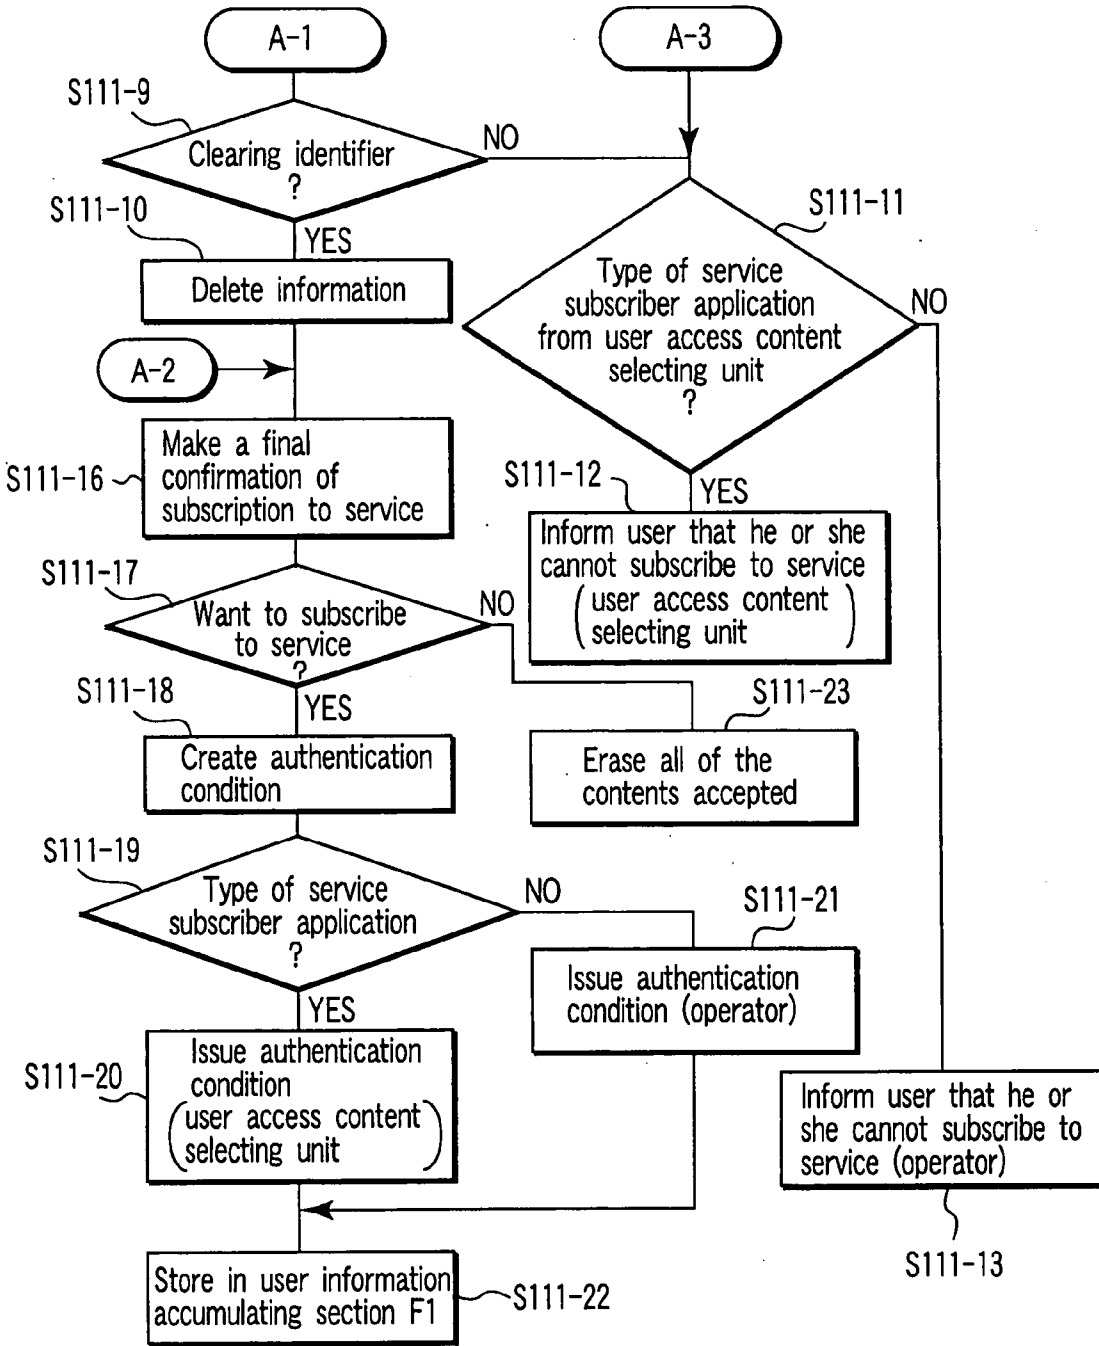 A-1
A-3
S111-9
Clearing identifier
?
NO
YES
S111-10
Delete information
A-2
S111-11
Type of service
subscriber application
from user access content
selecting unit
?
NO
YES
S111-12
Inform user that he or she
cannot subscribe to service
(user access content
selecting unit)
S111-16
Make a final
confirmation of
subscription to service
S111-17
Want to subscribe
to service
?
NO
YES
S111-23
Erase all of the
contents accepted
S111-18
Create authentication
condition
S111-19
Type of service
subscriber application
?
NO
YES
S111-21
Issue authentication
condition (operator)
S111-20
Issue authentication
condition
(user access content
selecting unit)
Inform user that he or
she cannot subscribe to
service (operator)
S111-13
Store in user information
accumulating section F1
S111-22